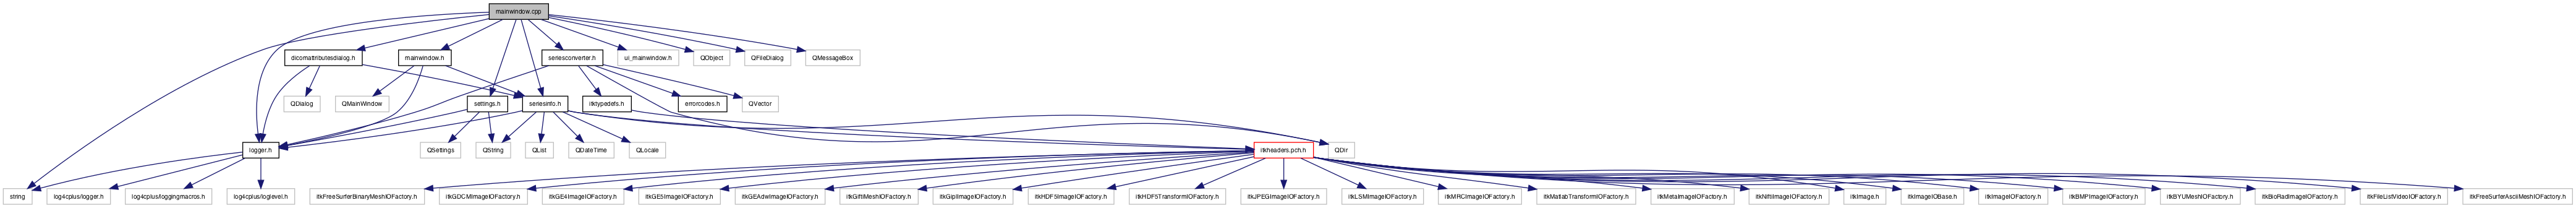 mainwindow.cpp
dicomattributesdialog.h
mainwindow.h
seriesconverter.h
ui_mainwindow.h
QObject
QFileDialog
QMessageBox
QDialog
QMainWindow
settings.h
seriesinfo.h
itktypedefs.h
errorcodes.h
QVector
logger.h
QSettings
QString
QList
QDateTime
QLocale
itkheaders.pch.h
QDir
string
log4cplus/logger.h
log4cplus/loggingmacros.h
log4cplus/loglevel.h
itkFreeSurferBinaryMeshIOFactory.h
itkGDCMImageIOFactory.h
itkGE4ImageIOFactory.h
itkGE5ImageIOFactory.h
itkGEAdwImageIOFactory.h
itkGiftiMeshIOFactory.h
itkGiplImageIOFactory.h
itkHDF5ImageIOFactory.h
itkHDF5TransformIOFactory.h
itkJPEGImageIOFactory.h
itkLSMImageIOFactory.h
itkMRCImageIOFactory.h
itkMatlabTransformIOFactory.h
itkMetaImageIOFactory.h
itkNiftiImageIOFactory.h
itkImage.h
itkImageIOBase.h
itkImageIOFactory.h
itkBMPImageIOFactory.h
itkBYUMeshIOFactory.h
itkBioRadImageIOFactory.h
itkFileListVideoIOFactory.h
itkFreeSurferAsciiMeshIOFactory.h